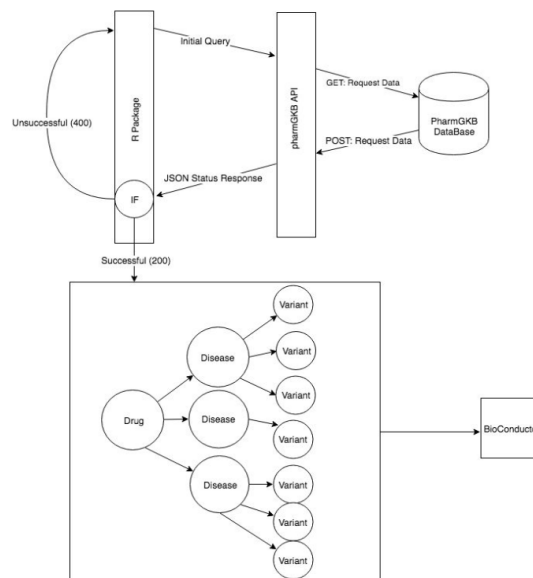 Initial Query
GET: Request Data
R Package
pharmGKB API
PharmGKB
DataBase
Unsuccessful (400)
POST: Request Data
JSON Status Response
IF
Successful (200)
Variant
Variant
Disease
Variant
Drug
Disease
Variant
BioConducto
Disease
Variant
Variant
Variant